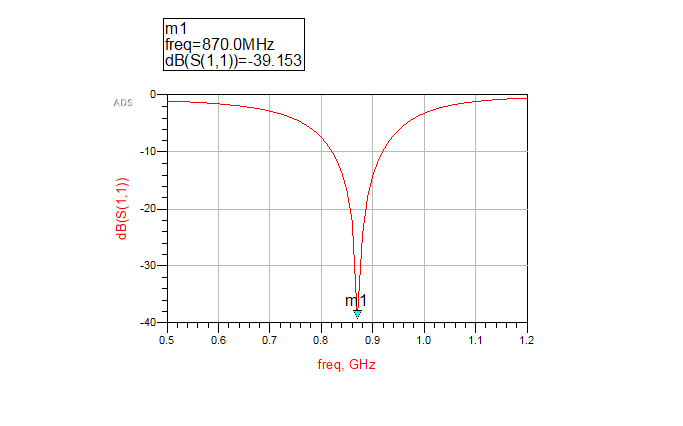 m1
freq=870.0MHz
dB(S(1,1))=-39.153
ADS
0
-10
-20
-30
-40
dB(S(1,1))
m1
0.5 0.6 0.7 0.8 0.9 1.0 1.1 1.2
freq, GHz